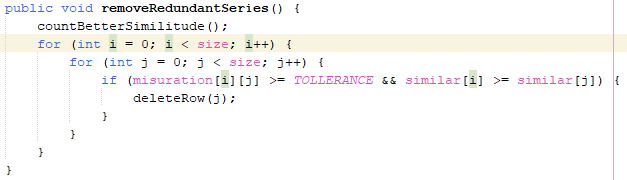 public void removeRedundantSeries() {
countBetterSimilitude();
for (int i = 0; i < size; i++) {
for (int j = 0; j < size; j++) {
if (misuration[i][j] >= TOLLERANCE && similar[i] >= similar[j]) {
deleteRow(j);
}
}
}
}